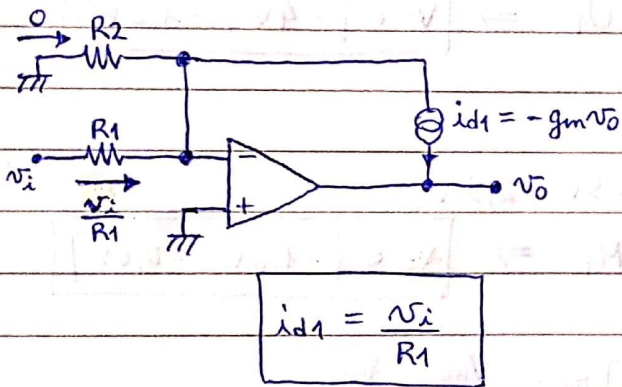 0
R2
id1 = -gmv0
R1
vi
vi/R1
-
+
v0
id1 = vi/R1